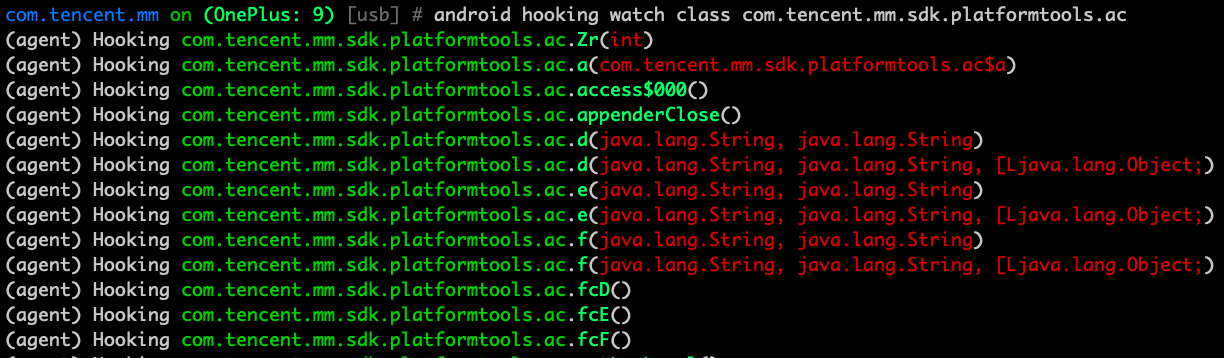 com.tencent.mm on (OnePlus: 9) [usb] # android hooking watch class com.tencent.mm.sdk.platformtools.ac
(agent) Hooking com.tencent.mm.sdk.platformtools.ac.Zr(int)
(agent) Hooking com.tencent.mm.sdk.platformtools.ac.a(com.tencent.mm.sdk.platformtools.ac$a)
(agent) Hooking com.tencent.mm.sdk.platformtools.ac.access$000()
(agent) Hooking com.tencent.mm.sdk.platformtools.ac.appenderClose()
(agent) Hooking com.tencent.mm.sdk.platformtools.ac.d(java.lang.String, java.lang.String)
(agent) Hooking com.tencent.mm.sdk.platformtools.ac.d(java.lang.String, java.lang.String, [Ljava.lang.Object;)
(agent) Hooking com.tencent.mm.sdk.platformtools.ac.e(java.lang.String, java.lang.String)
(agent) Hooking com.tencent.mm.sdk.platformtools.ac.e(java.lang.String, java.lang.String, [Ljava.lang.Object;)
(agent) Hooking com.tencent.mm.sdk.platformtools.ac.f(java.lang.String, java.lang.String)
(agent) Hooking com.tencent.mm.sdk.platformtools.ac.f(java.lang.String, java.lang.String, [Ljava.lang.Object;)
(agent) Hooking com.tencent.mm.sdk.platformtools.ac.fcD()
(agent) Hooking com.tencent.mm.sdk.platformtools.ac.fcE()
(agent) Hooking com.tencent.mm.sdk.platformtools.ac.fcF()